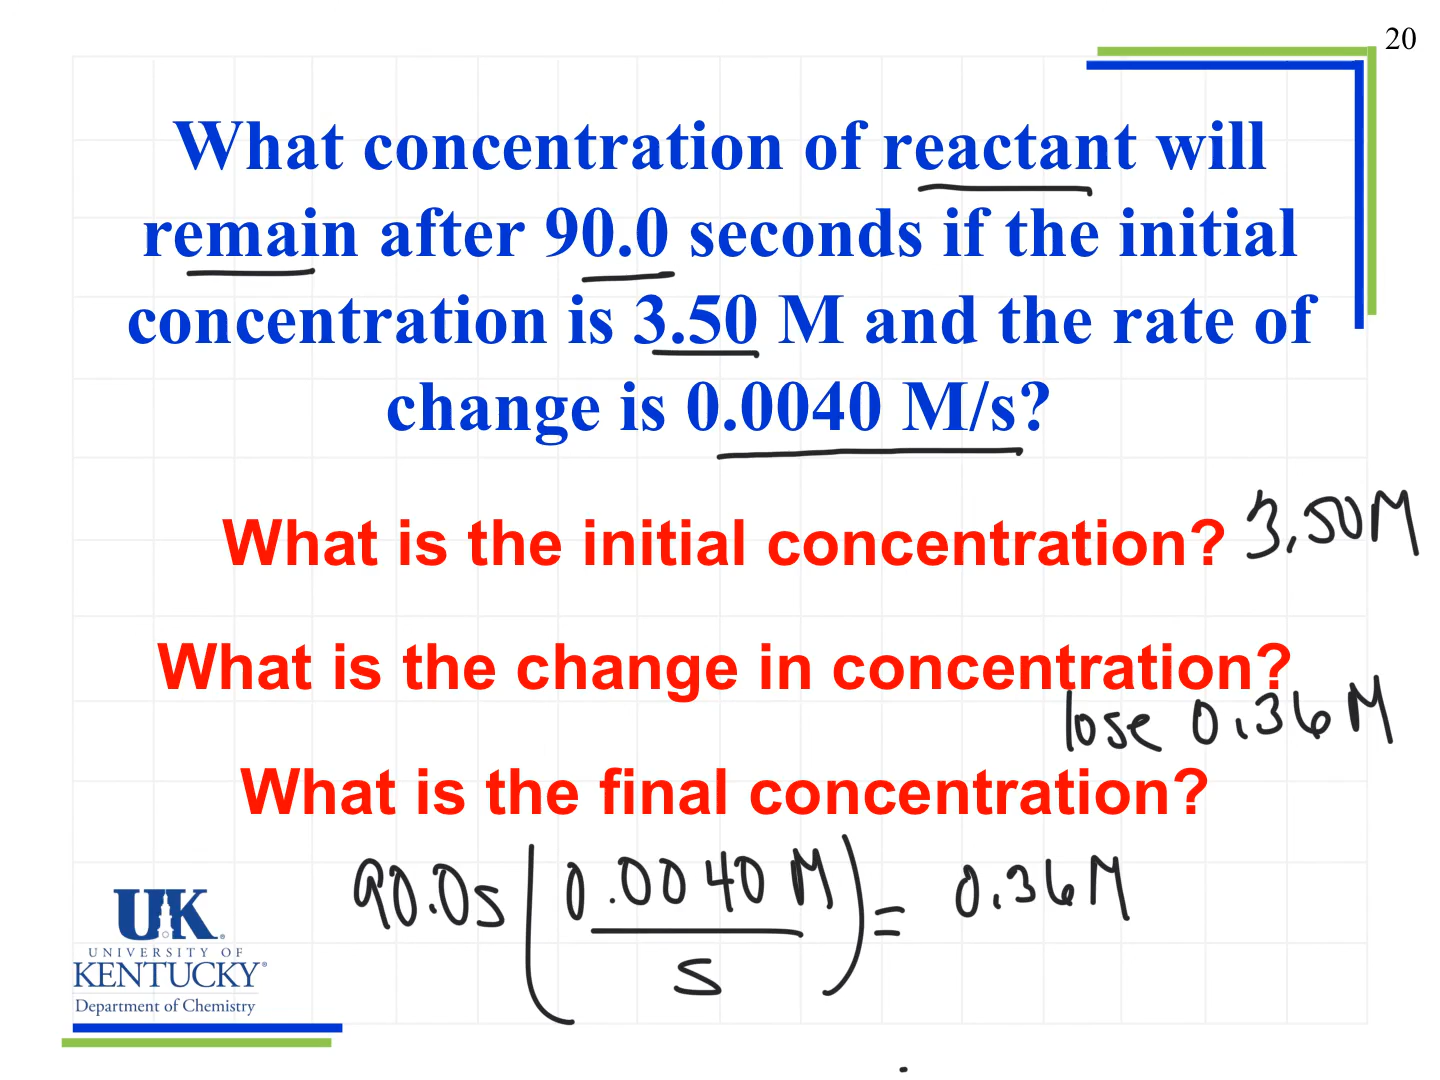 20
What concentration of reactant will
remain after 90.0 seconds if the initial
concentration is 3.50 M and the rate of
change is 0.0040 M/s?
What is the initial concentration? 3.50M
What is the change in concentration?
lose 0.36M
What is the final concentration?
90.0s (0.0040 M / s) = 0.36M
UK
UNIVERSITY OF
KENTUCKY®
Department of Chemistry